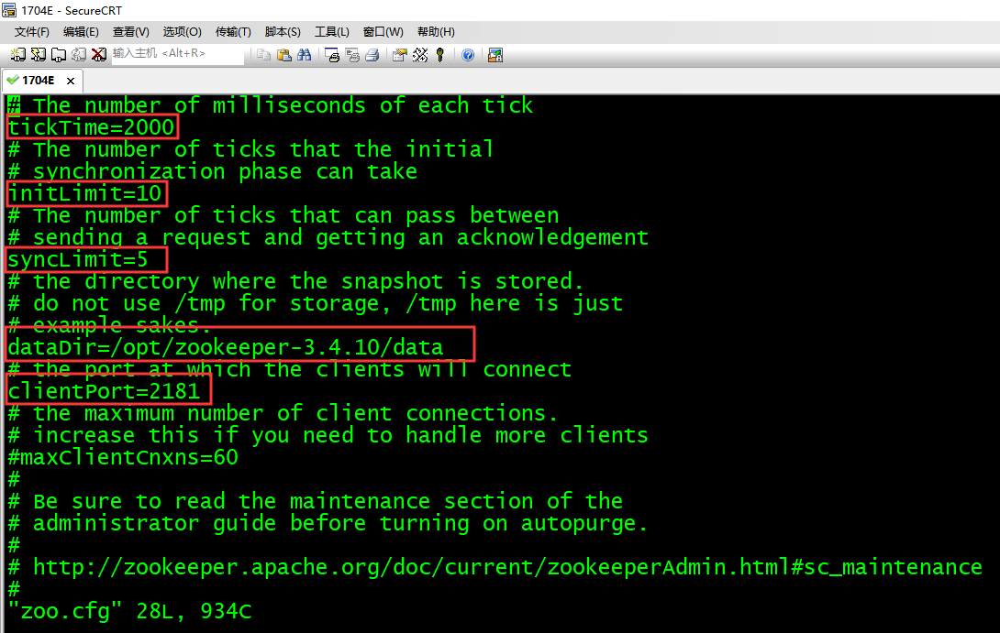 1704E - SecureCRT
文件(F) 编辑(E) 查看(V) 选项(O) 传输(T) 脚本(S) 工具(L) 窗口(W) 帮助(H)
输入主机 <Alt+R>
1704E
# The number of milliseconds of each tick
tickTime=2000
# The number of ticks that the initial
# synchronization phase can take
initLimit=10
# The number of ticks that can pass between
# sending a request and getting an acknowledgement
syncLimit=5
# the directory where the snapshot is stored.
# do not use /tmp for storage, /tmp here is just
# example sakes.
dataDir=/opt/zookeeper-3.4.10/data
# the port at which the clients will connect
clientPort=2181
# the maximum number of client connections.
# increase this if you need to handle more clients
#maxClientCnxns=60
#
# Be sure to read the maintenance section of the
# administrator guide before turning on autopurge.
#
# http://zookeeper.apache.org/doc/current/zookeeperAdmin.html#sc_maintenance
#
"zoo.cfg" 28L, 934C